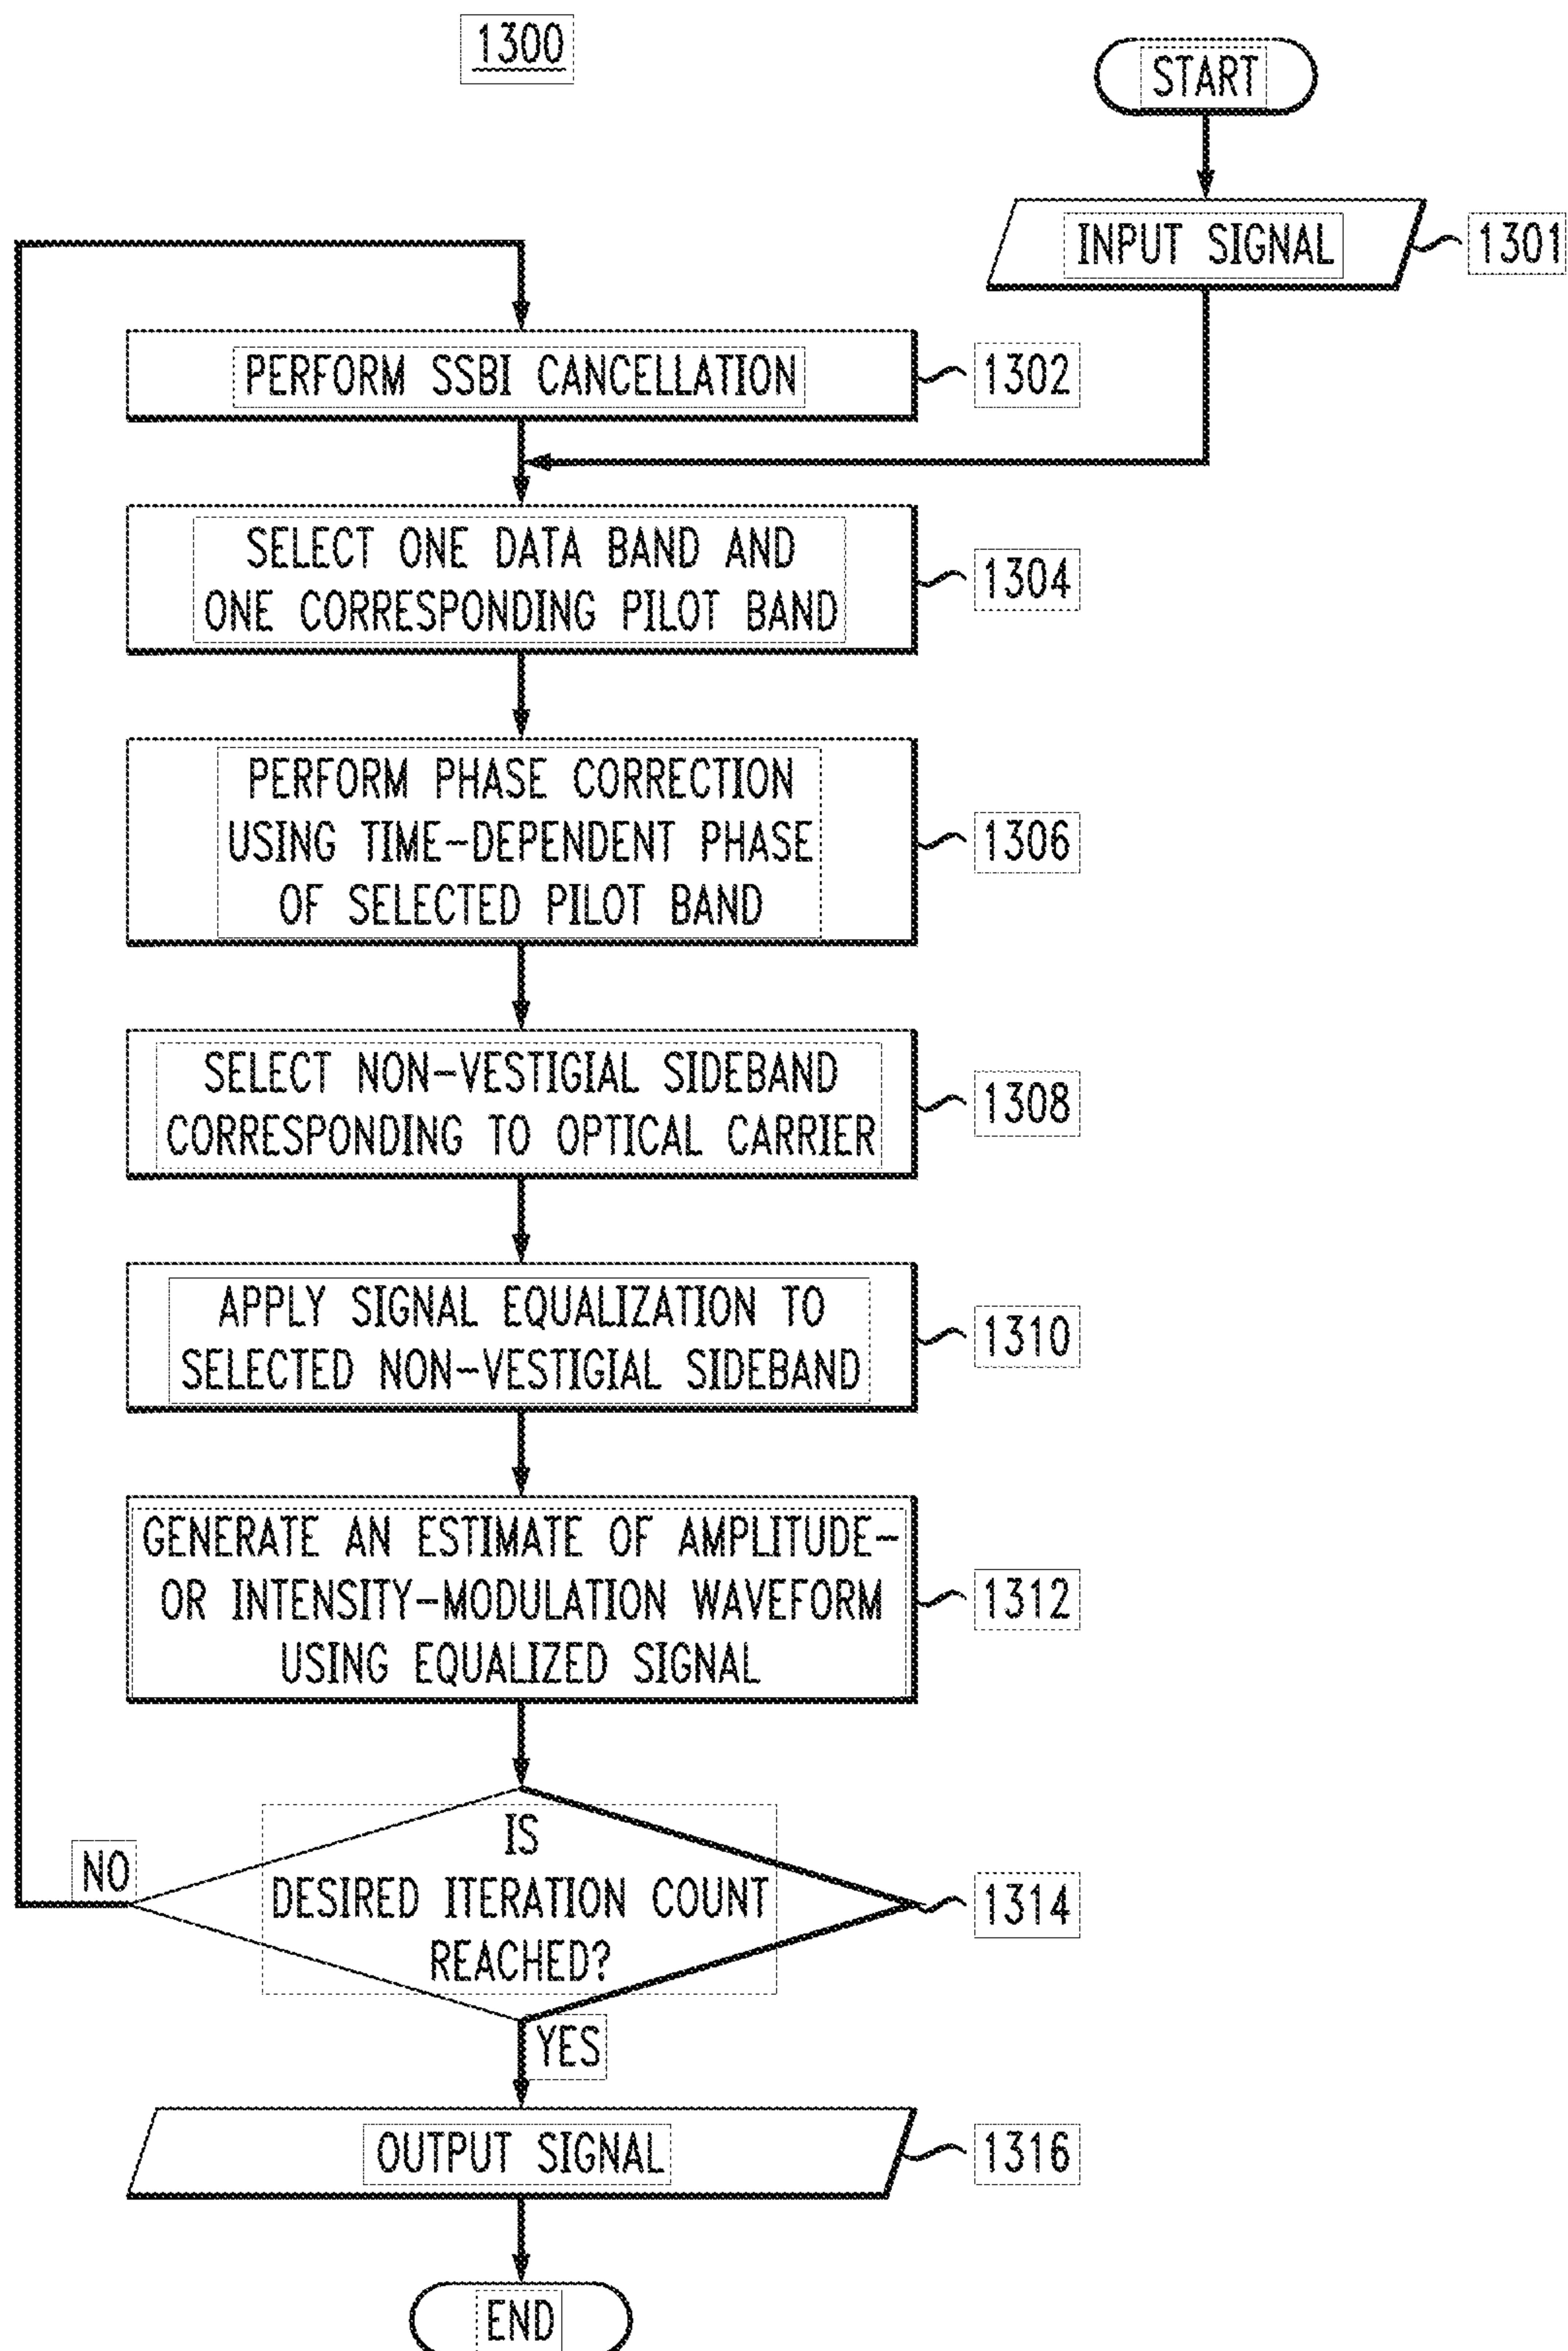 1300
START
INPUT SIGNAL
1301
PERFORM SSBI CANCELLATION
1302
SELECT ONE DATA BAND AND
ONE CORRESPONDING PILOT BAND
1304
PERFORM PHASE CORRECTION
USING TIME-DEPENDENT PHASE
OF SELECTED PILOT BAND
1306
SELECT NON-VESTIGIAL SIDEBAND
CORRESPONDING TO OPTICAL CARRIER
1308
APPLY SIGNAL EQUALIZATION TO
SELECTED NON-VESTIGIAL SIDEBAND
1310
GENERATE AN ESTIMATE OF AMPLITUDE-
OR INTENSITY-MODULATION WAVEFORM
USING EQUALIZED SIGNAL
1312
IS
DESIRED ITERATION COUNT
REACHED?
1314
NO
YES
OUTPUT SIGNAL
1316
END